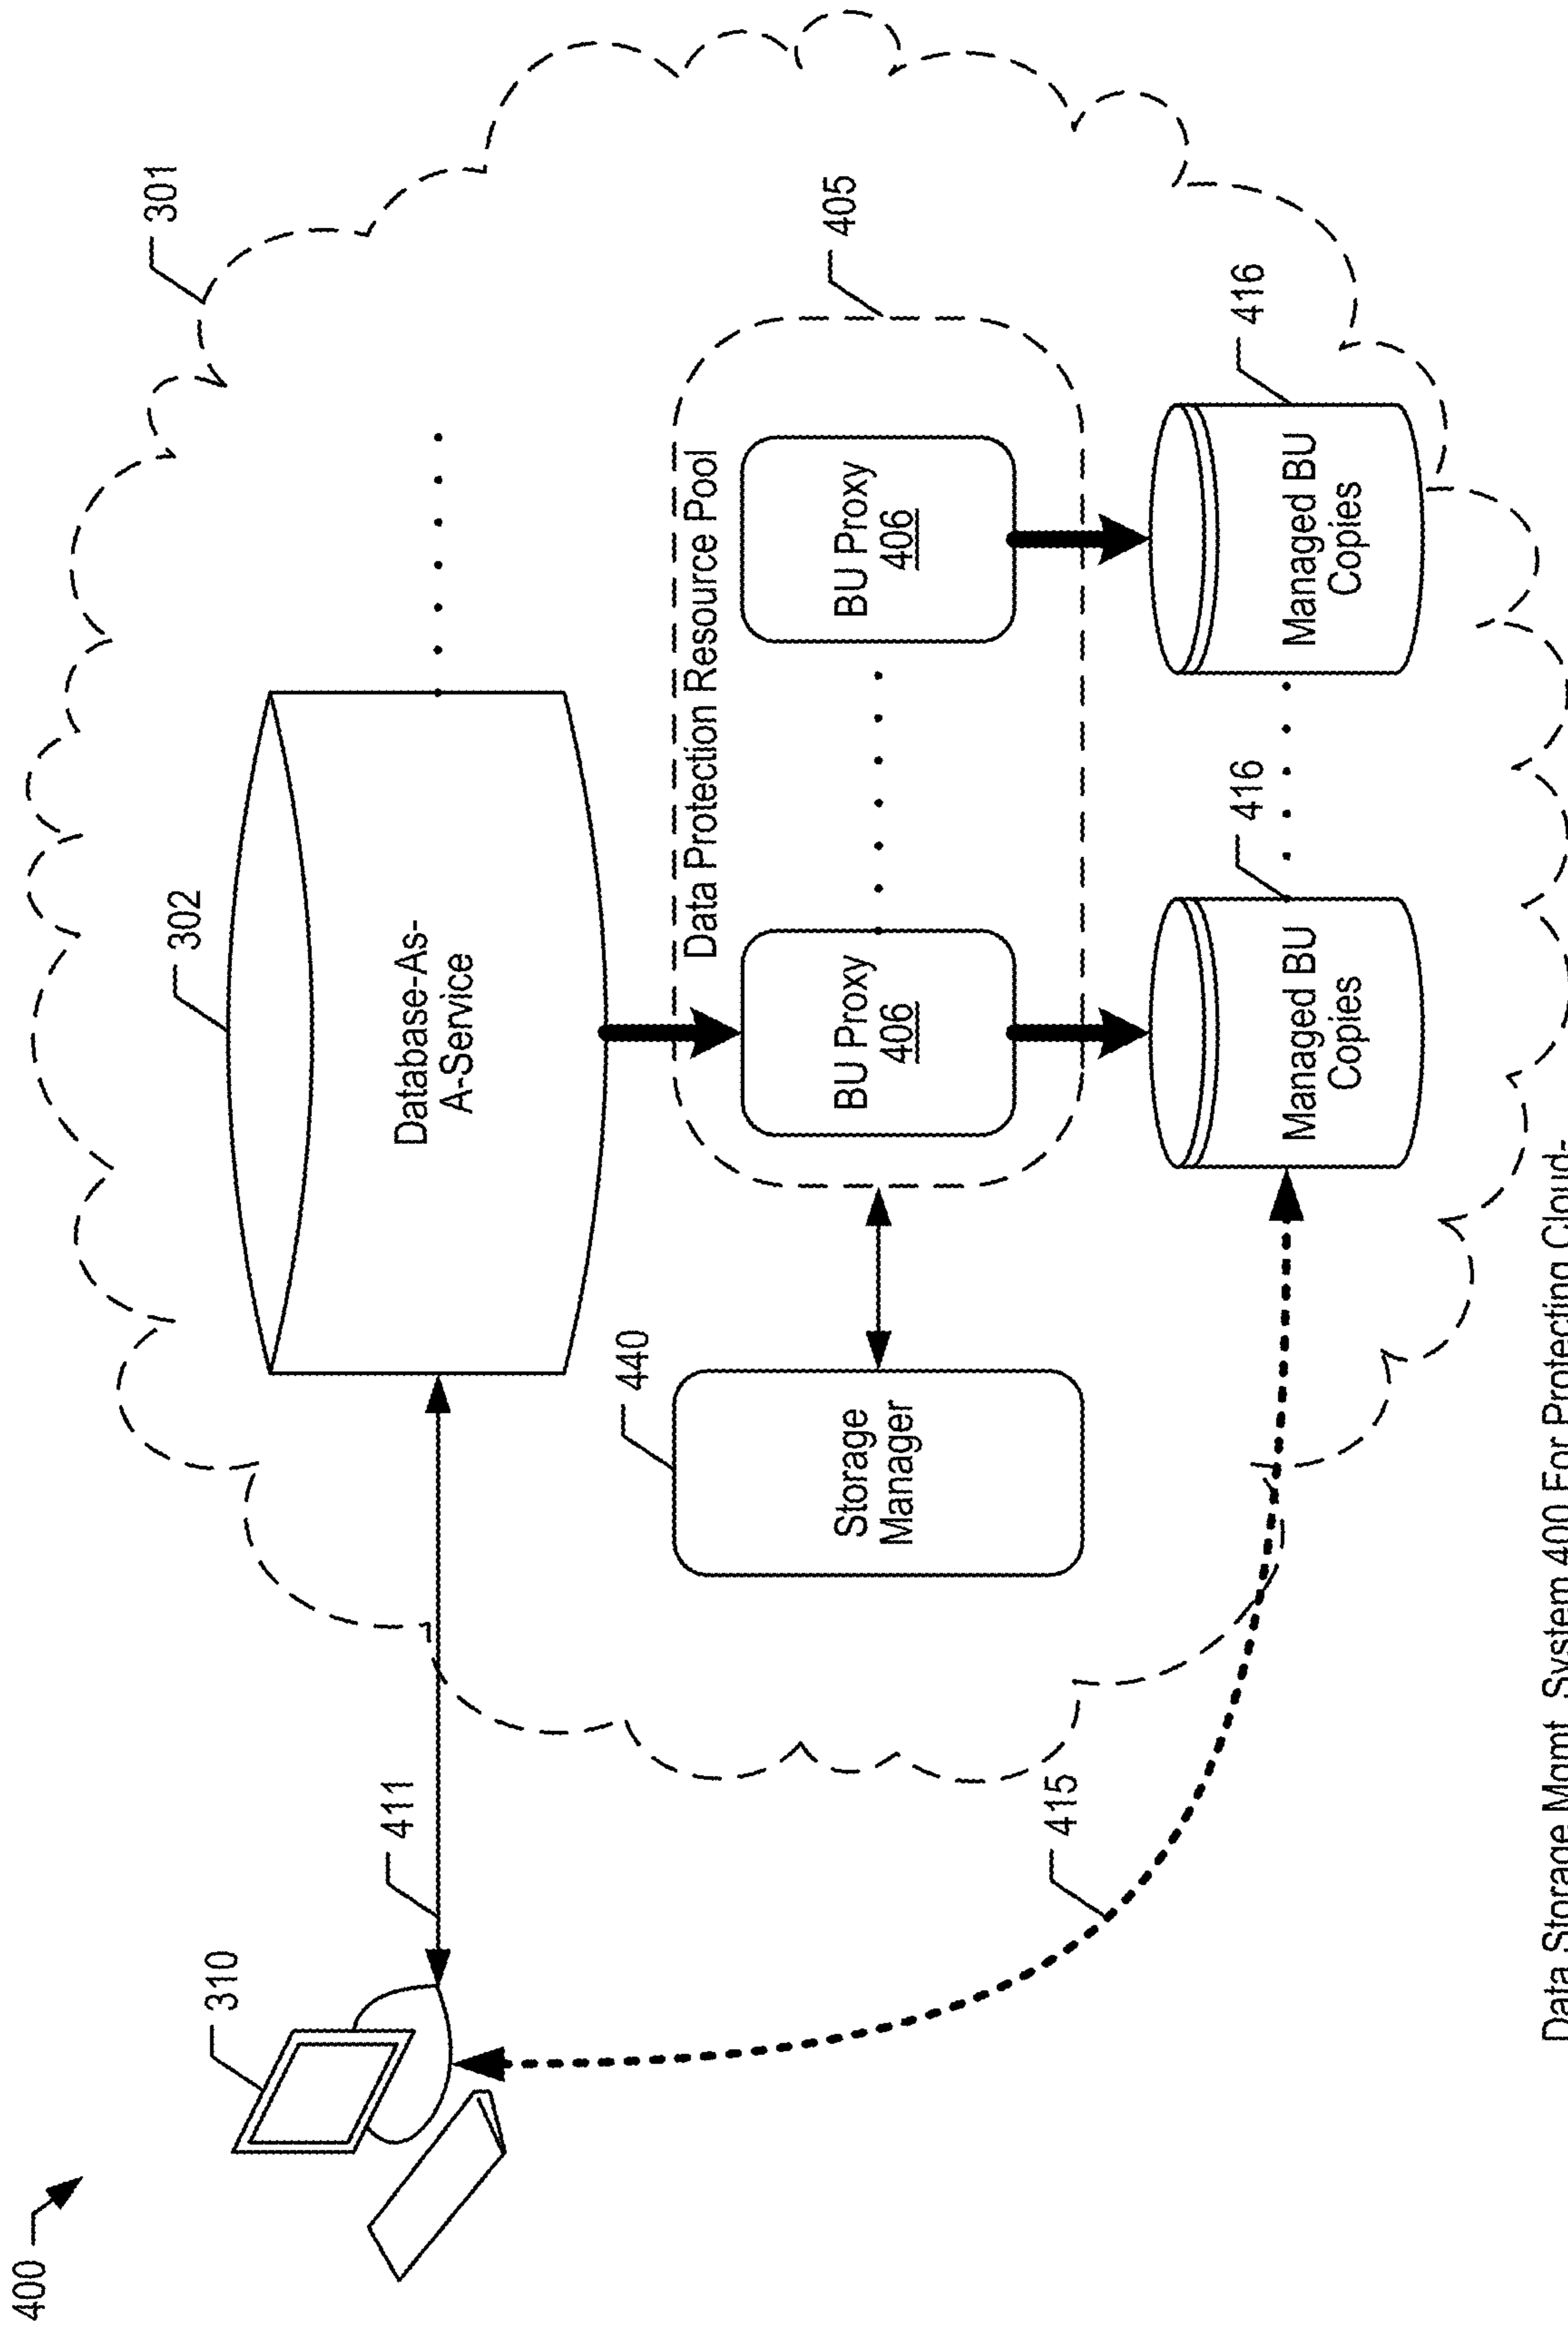 400
310
411
301
302
Database-As-
A-Service
440
Storage
Manager
Data Protection Resource Pool
405
BU Proxy
406
BU Proxy
406
415
416
Managed BU
Copies
416
Managed BU
Copies
Data Storage Mgmt. System 400 For Protecting Cloud-